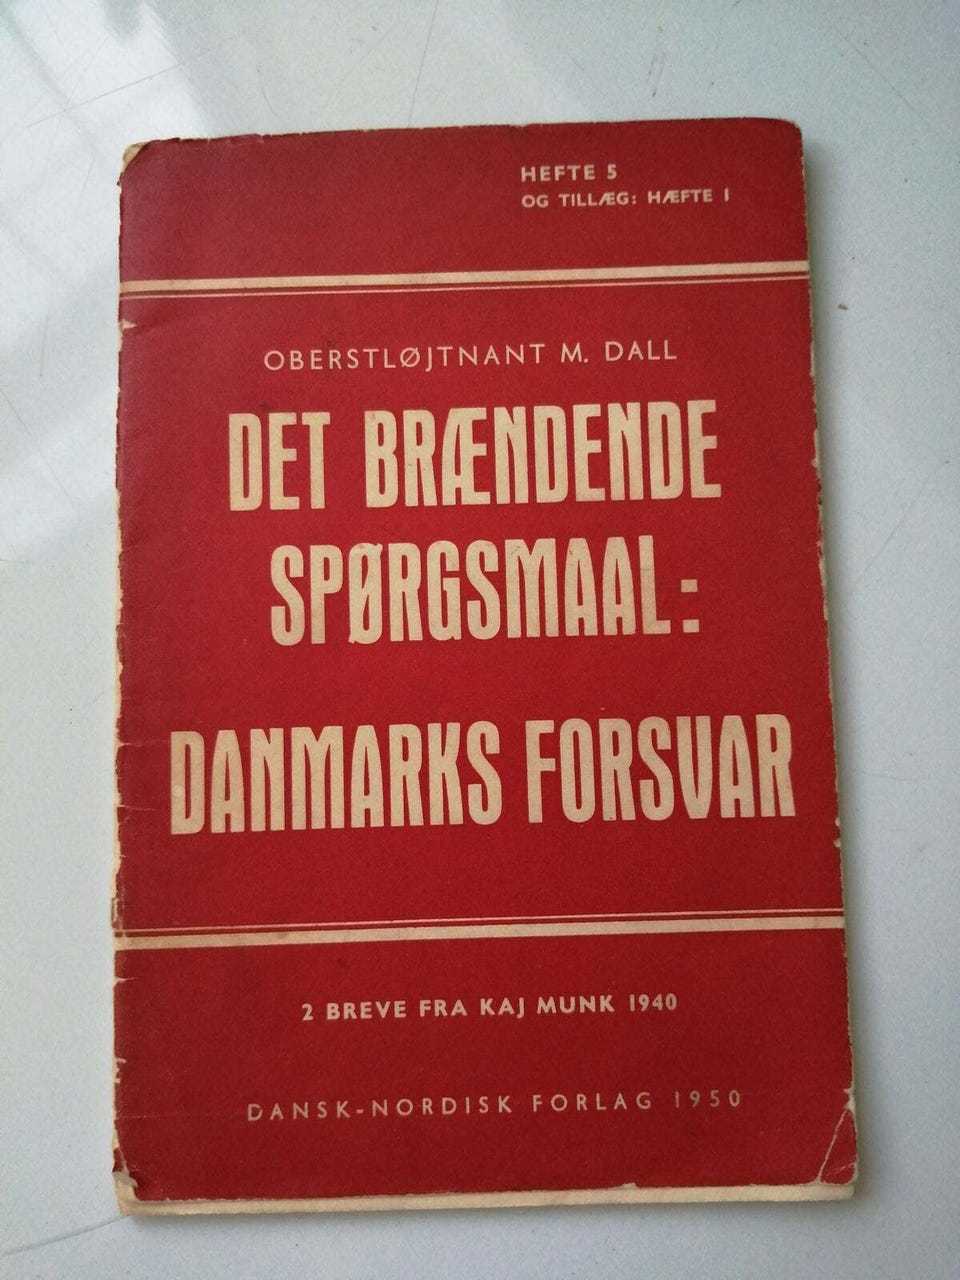 HEFTE 5
OG TILLÆG: HÆFTE 1
OBERSTLØJTNANT M. DALL
DET BRÆNDENDE
SPØRGSMAAL:
DANMARKS FORSVAR
2 BREVE FRA KAJ MUNK 1940
DANSK-NORDISK FORLAG 1950